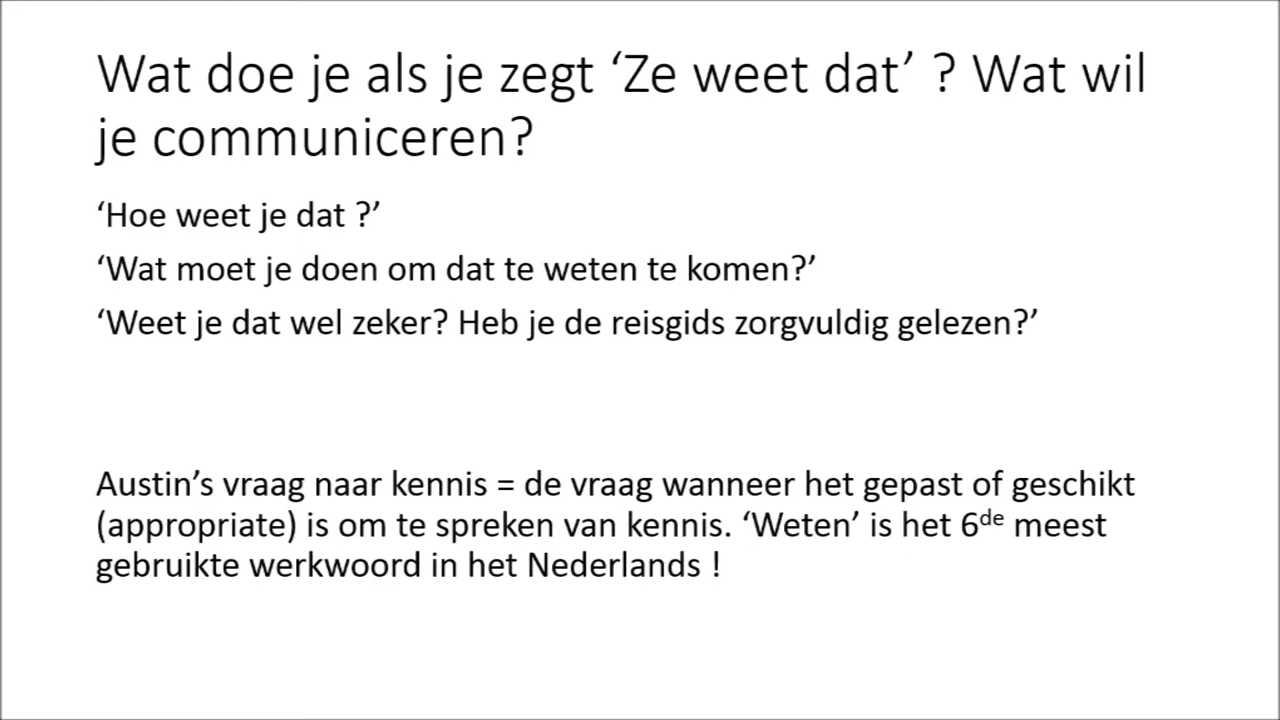 Wat doe je als je zegt ‘Ze weet dat’ ? Wat wil
je communiceren?
‘Hoe weet je dat ?’
‘Wat moet je doen om dat te weten te komen?’
‘Weet je dat wel zeker? Heb je de reisgids zorgvuldig gelezen?’
Austin’s vraag naar kennis = de vraag wanneer het gepast of geschikt
(appropriate) is om te spreken van kennis. ‘Weten’ is het 6de meest
gebruikte werkwoord in het Nederlands !